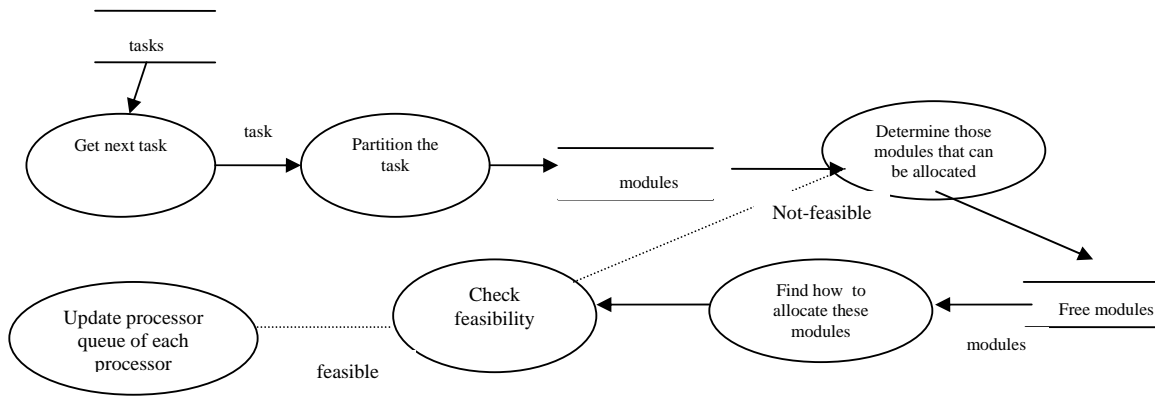 tasks
Get next task
task
Partition the
task
modules
Determine those
modules that can
be allocated
Not-feasible
Free modules
modules
Find how to
allocate these
modules
Check
feasibility
feasible
Update processor
queue of each
processor